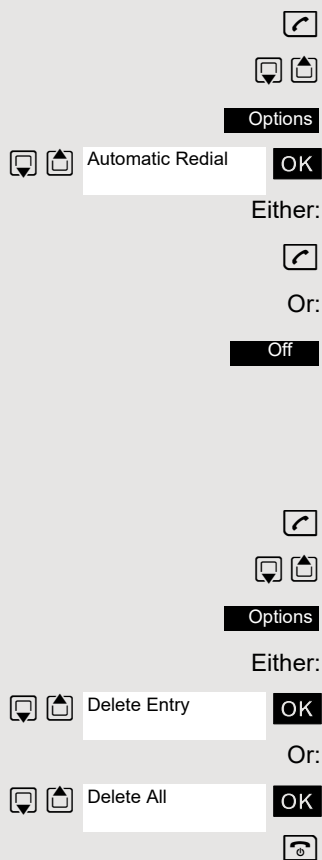 Options
Automatic Redial OK
Either:
Or:
Off
Options
Either:
Delete Entry OK
Or:
Delete All OK